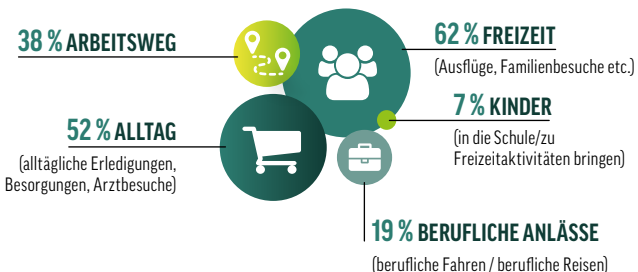 38 % ARBEITSWEG
62 % FREIZEIT
(Ausflüge, Familienbesuche etc.)
7 % KINDER
(in die Schule/zu
Freizeitaktivitäten bringen)
52 % ALLTAG
(alltägliche Erledigungen,
Besorgungen, Arztbesuche)
19 % BERUFLICHE ANLÄSSE
(berufliche Fahren / berufliche Reisen)